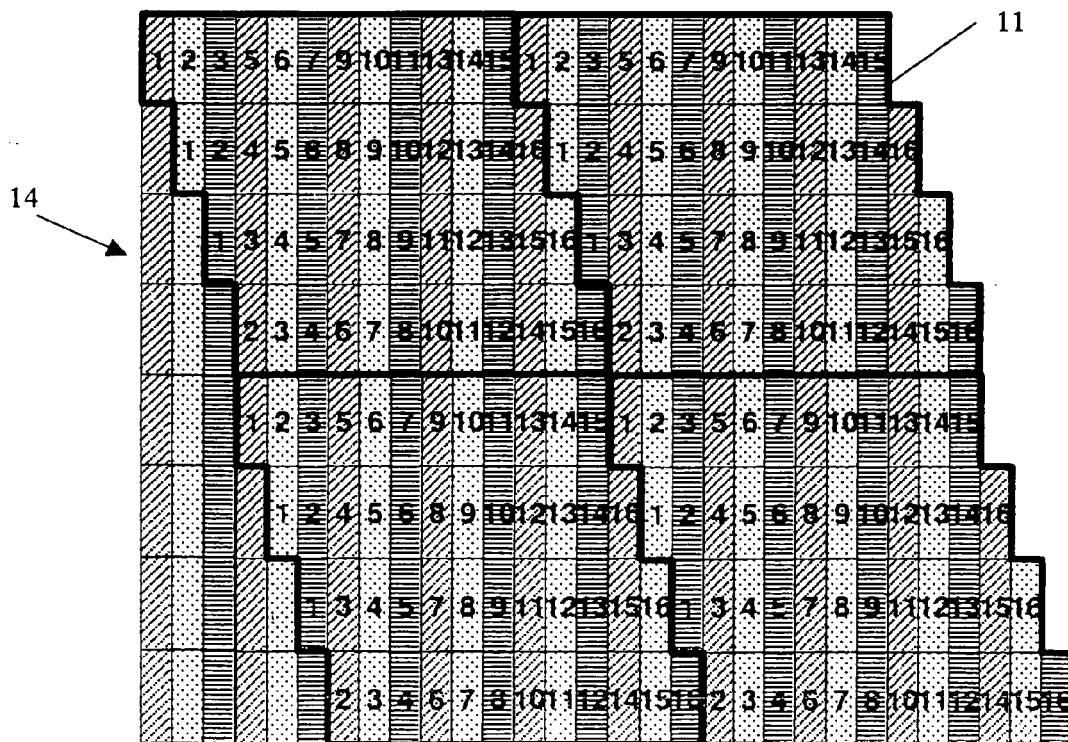 11
1 2 3 5 6 7 9 10 11 13 14 15 1 2 3 5 6 7 9 10 11 13 14 15
1 2 4 5 6 8 9 10 12 13 14 16 1 2 4 5 6 8 9 10 12 13 14 16
14
1 3 4 5 7 8 9 11 12 13 15 16 1 3 4 5 7 8 9 11 12 13 15 16
2 3 4 6 7 8 10 11 12 14 15 16 2 3 4 6 7 8 10 11 12 14 15 16
1 2 3 5 6 7 9 10 11 13 14 15 1 2 3 5 6 7 9 10 11 13 14 15
1 2 4 5 6 8 9 10 12 13 14 16 1 2 4 5 6 8 9 10 12 13 14 16
1 3 4 5 7 8 9 11 12 13 15 16 1 3 4 5 7 8 9 11 12 13 15 16
2 3 4 6 7 8 10 11 12 14 15 16 2 3 4 6 7 8 10 11 12 14 15 16